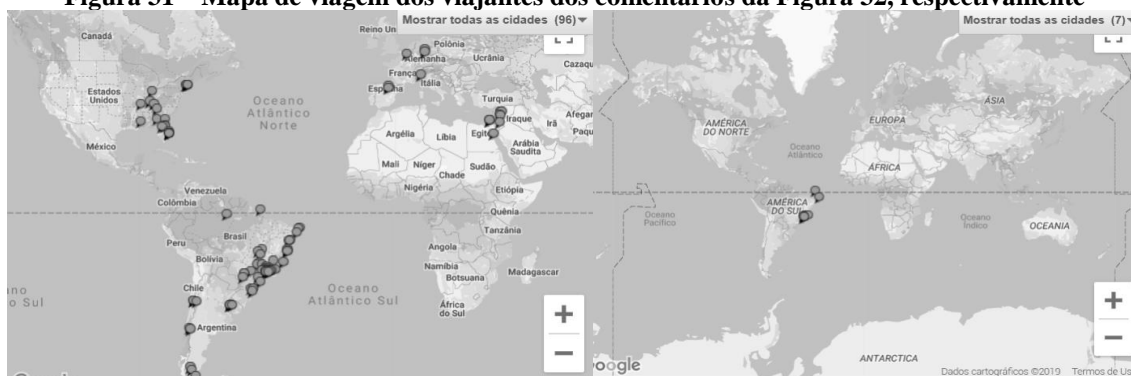 Figura 31 – Mapa de viagem dos viajantes dos comentários da Figura 32, respectivamente
Mostrar todas as cidades (96)
Canadá
Reino Un
Polônia
Alemanha
Ucrânia
Cazaqu
França
Itália
Estados
Unidos
Espanha
Oceano
Atlântico
Norte
Turquia
Iraque
Irã
Afegan
Paqu
México
Argélia
Líbia
Egito
Arábia
Saudita
Mali
Níger
Chade
Sudão
Nigéria
Etiópia
Venezuela
Colômbia
Quênia
Tanzânia
Peru
Brasil
Bolívia
Angola
Namíbia
Botsuana
Madagascar
Chile
ano
o Sul
Oceano
Atlântico Sul
África
do Sul
Argentina
+
−
Mostrar todas as cidades (7)
AMÉRICA
DO NORTE
EUROPA
ÁSIA
Oceano
Atlântico
ÁFRICA
AMÉRICA
DO SUL
Oceano
Pacífico
Oceano
Índico
OCEANIA
+
−
oogle
ANTARCTICA
Dados cartográficos ©2019 Termos de Us